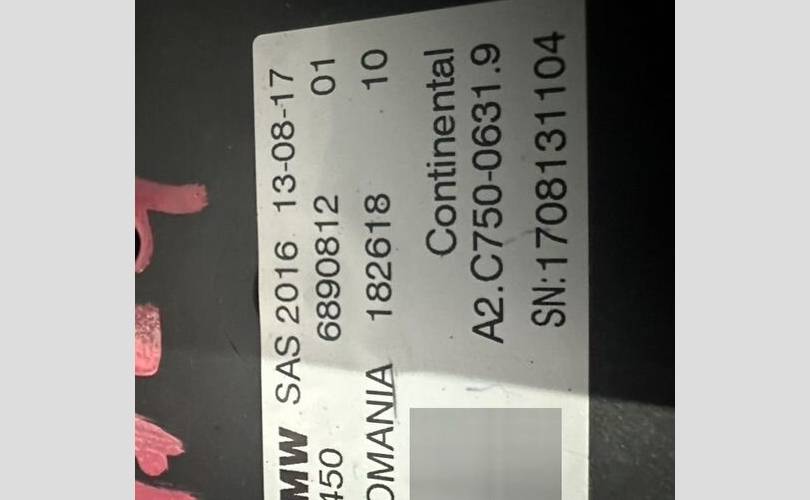 MW SAS 2016 13-08-17
450 6890812 01
OMANIA 182618 10
Continental
A2.C750-0631.9
SN:1708131104